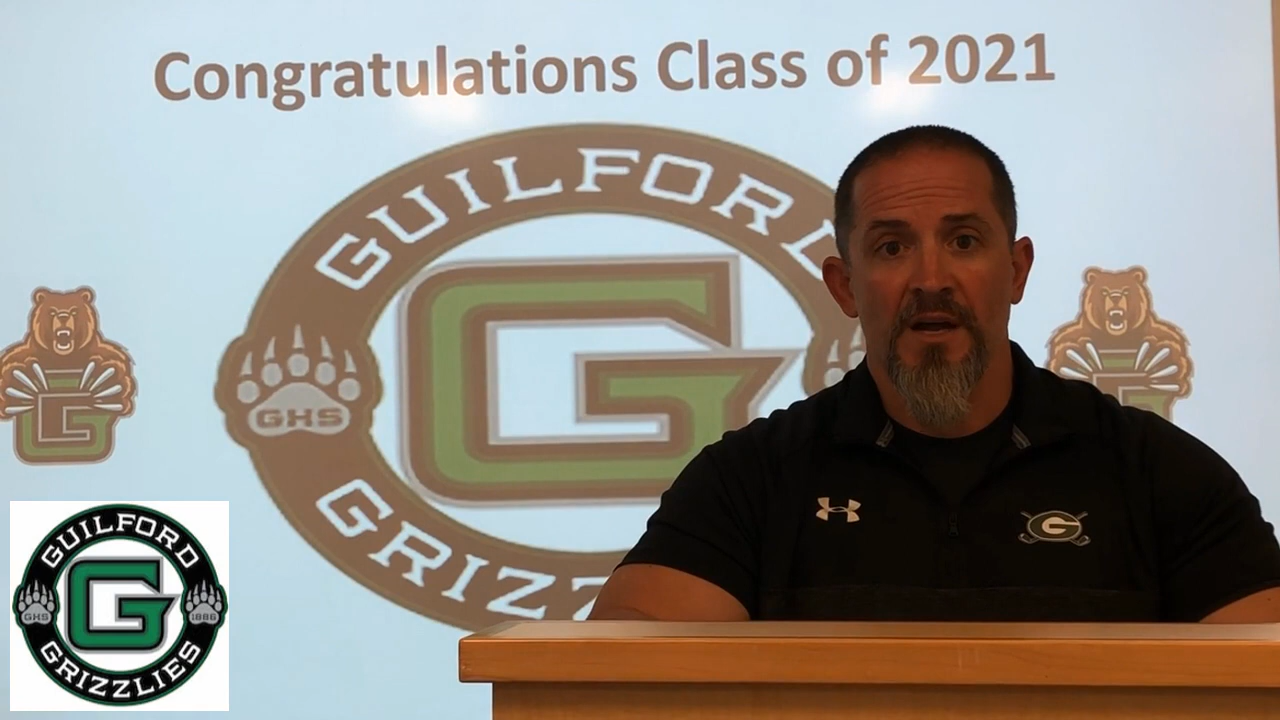 Congratulations Class of 2021
GUILFORD
G
GHS
GRIZZ
G
G
G
GUILFORD
G
GHS
1886
GRIZZLIES